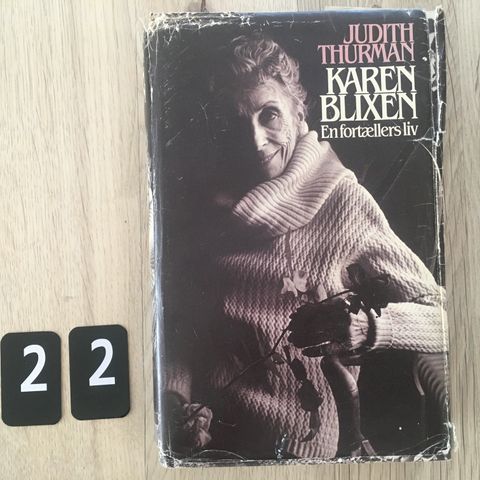 JUDITH
THURMAN
KAREN
BLIXEN
En fortællers liv
2 2